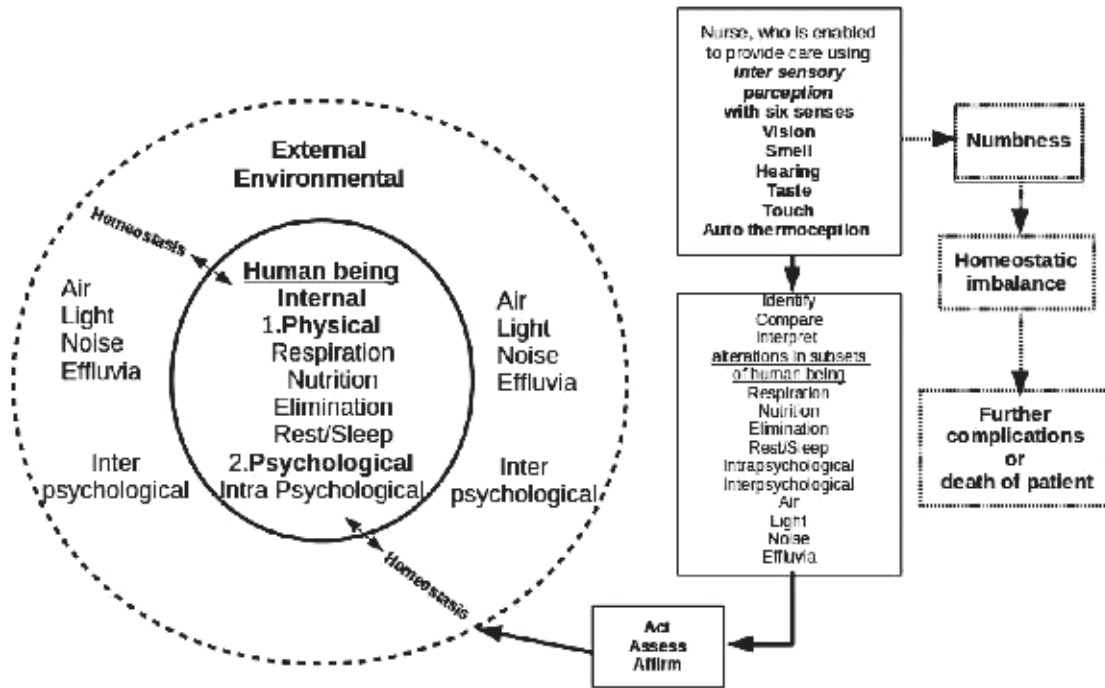 External
Environmental
Homeostasis
Air
Light
Noise
Effluvia
Inter
psychological
Human being
Internal
1.Physical
Respiration
Nutrition
Elimination
Rest/Sleep
2.Psychological
Intra Psychological
Air
Light
Noise
Effluvia
Inter
psychological
Homeostasis
Nurse, who is enabled
to provide care using
inter sensory
perception
with six senses
Vision
Smell
Hearing
Taste
Touch
Auto thermoception
Identify
Compare
Interpret
alterations in subsets
of human being
Respiration
Nutrition
Elimination
Rest/Sleep
Intrapsychological
Interpsychological
Air
Light
Noise
Effluvia
Act
Assess
Affirm
Numbness
Homeostatic
imbalance
Further
complications
or
death of patient